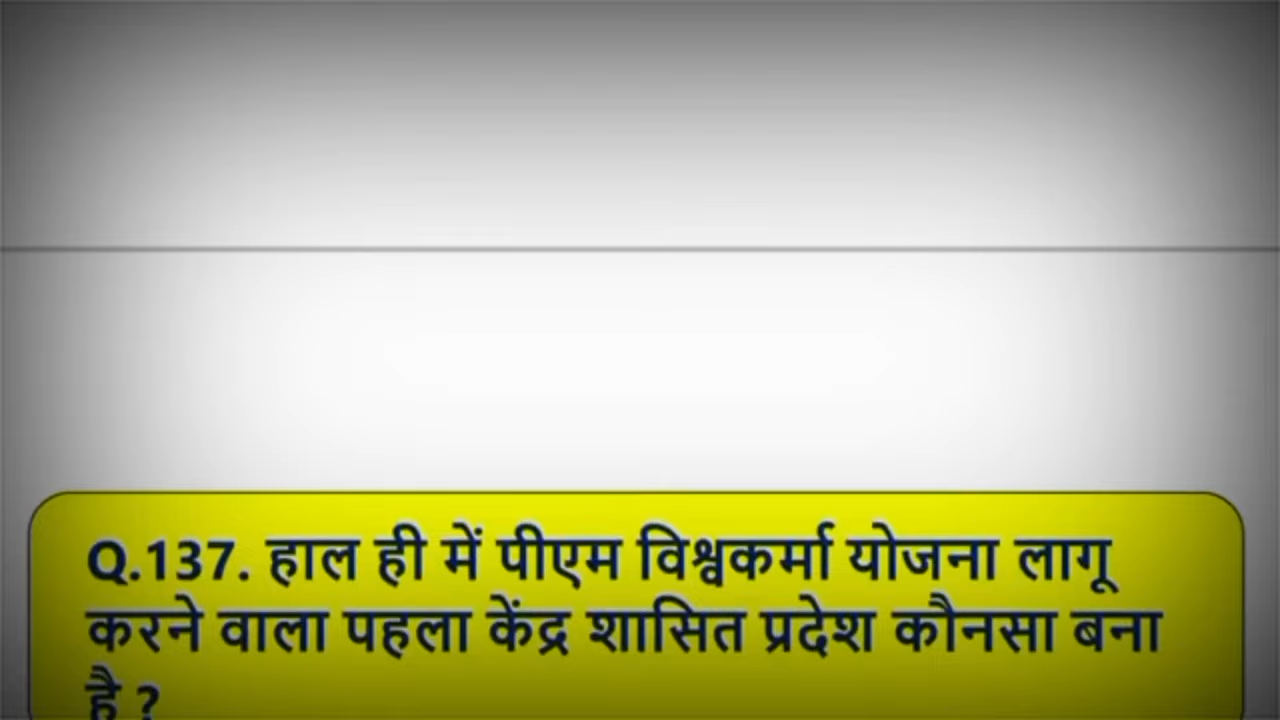 Q.137. हाल ही में पीएम विश्वकर्मा योजना लागू
करने वाला पहला केंद्र शासित प्रदेश कौनसा बना
है ?